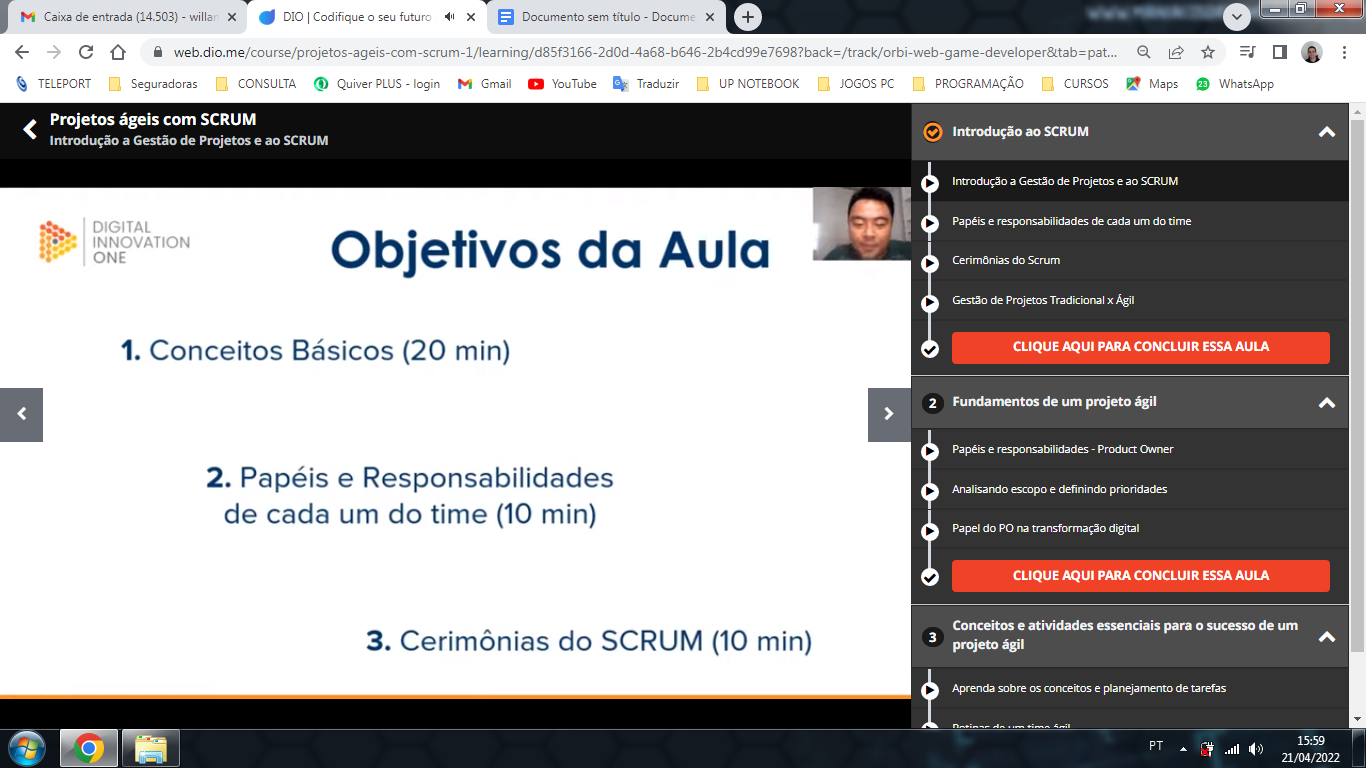 Caixa de entrada (14.503) - willan
DIO | Codifique o seu futuro
Documento sem título - Docume
web.dio.me/course/projetos-ageis-com-scrum-1/learning/d85f3166-2d0d-4a68-b646-2b4cd99e7698?back=/track/orbi-web-game-developer&tab=pat...
TELEPORT
Seguradoras
CONSULTA
Quiver PLUS - login
Gmail
YouTube
Traduzir
UP NOTEBOOK
JOGOS PC
PROGRAMAÇÃO
CURSOS
Maps
23
WhatsApp
Projetos ágeis com SCRUM
Introdução a Gestão de Projetos e ao SCRUM
DIGITAL
INNOVATION
ONE
Objetivos da Aula
1. Conceitos Básicos (20 min)
2. Papéis e Responsabilidades
de cada um do time (10 min)
3. Cerimônias do SCRUM (10 min)
Introdução ao SCRUM
Introdução a Gestão de Projetos e ao SCRUM
Papéis e responsabilidades de cada um do time
Cerimônias do Scrum
Gestão de Projetos Tradicional x Ágil
CLIQUE AQUI PARA CONCLUIR ESSA AULA
2 Fundamentos de um projeto ágil
Papéis e responsabilidades - Product Owner
Analisando escopo e definindo prioridades
Papel do PO na transformação digital
CLIQUE AQUI PARA CONCLUIR ESSA AULA
3 Conceitos e atividades essenciais para o sucesso de um
projeto ágil
Aprenda sobre os conceitos e planejamento de tarefas
Rotinas de um time ágil
PT
15:59
21/04/2022